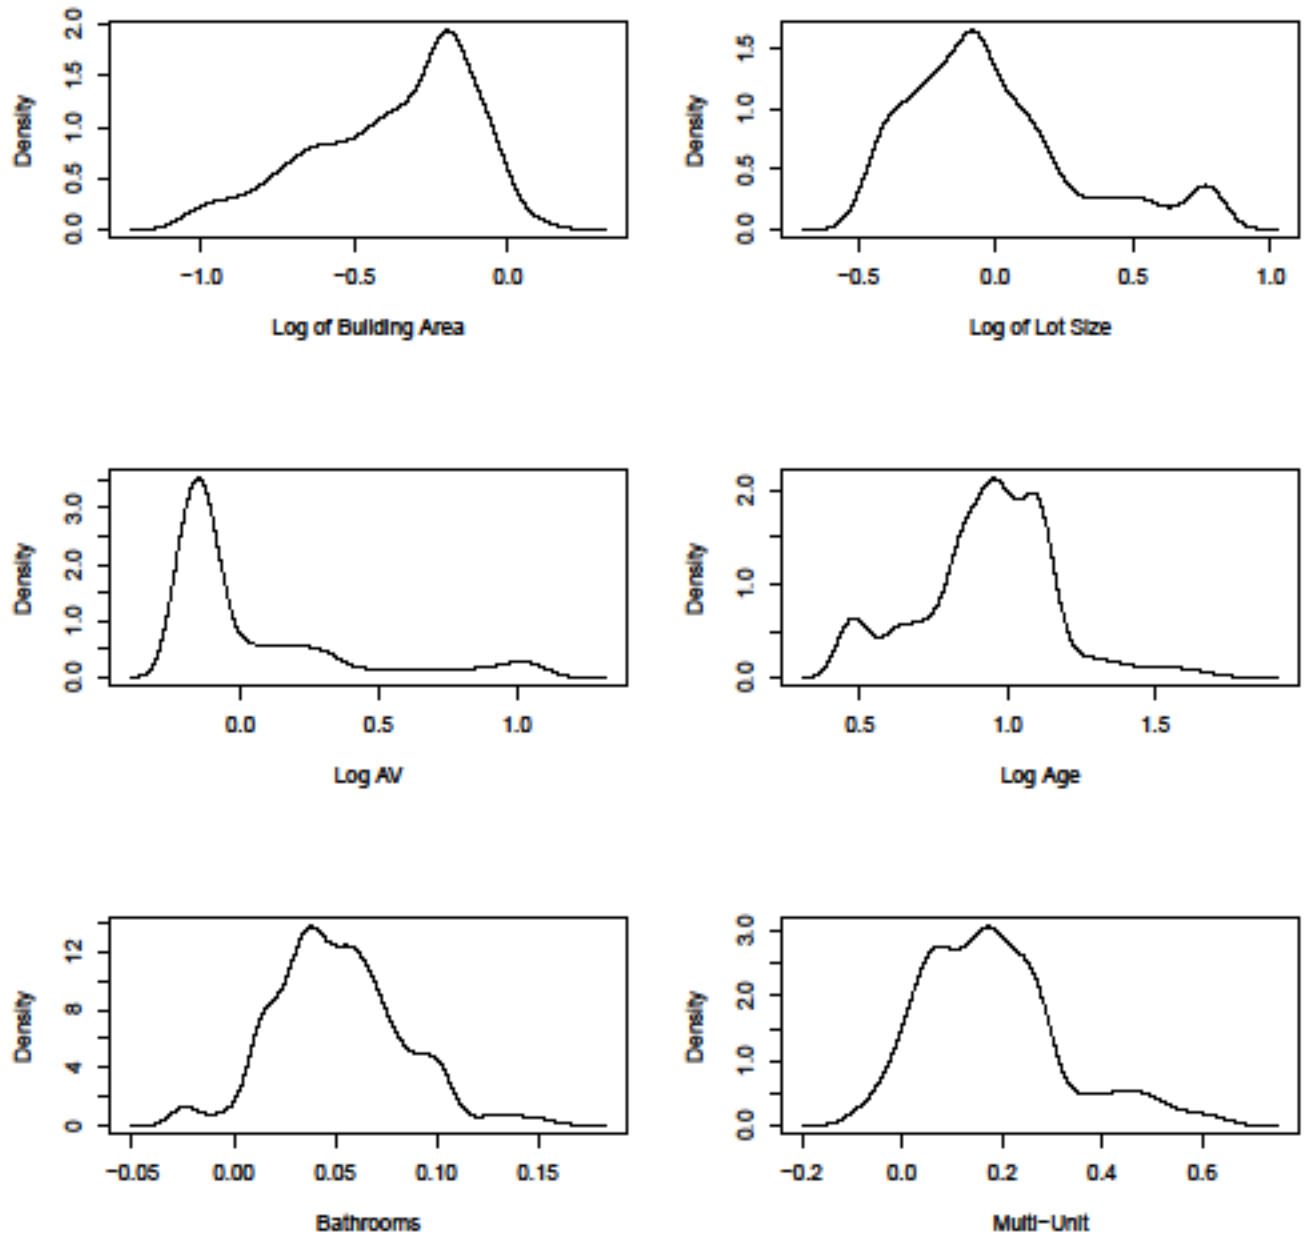 Density
0.0 0.5 1.0 1.5 2.0
−1.0 −0.5 0.0
Log of Building Area
Density
0.0 0.5 1.0 1.5
−0.5 0.0 0.5 1.0
Log of Lot Size
Density
0.0 1.0 2.0 3.0
0.0 0.5 1.0
Log AV
Density
0.0 1.0 2.0
0.5 1.0 1.5
Log Age
Density
0 4 8 12
−0.05 0.00 0.05 0.10 0.15
Bathrooms
Density
0.0 1.0 2.0 3.0
−0.2 0.0 0.2 0.4 0.6
Multi−Unit